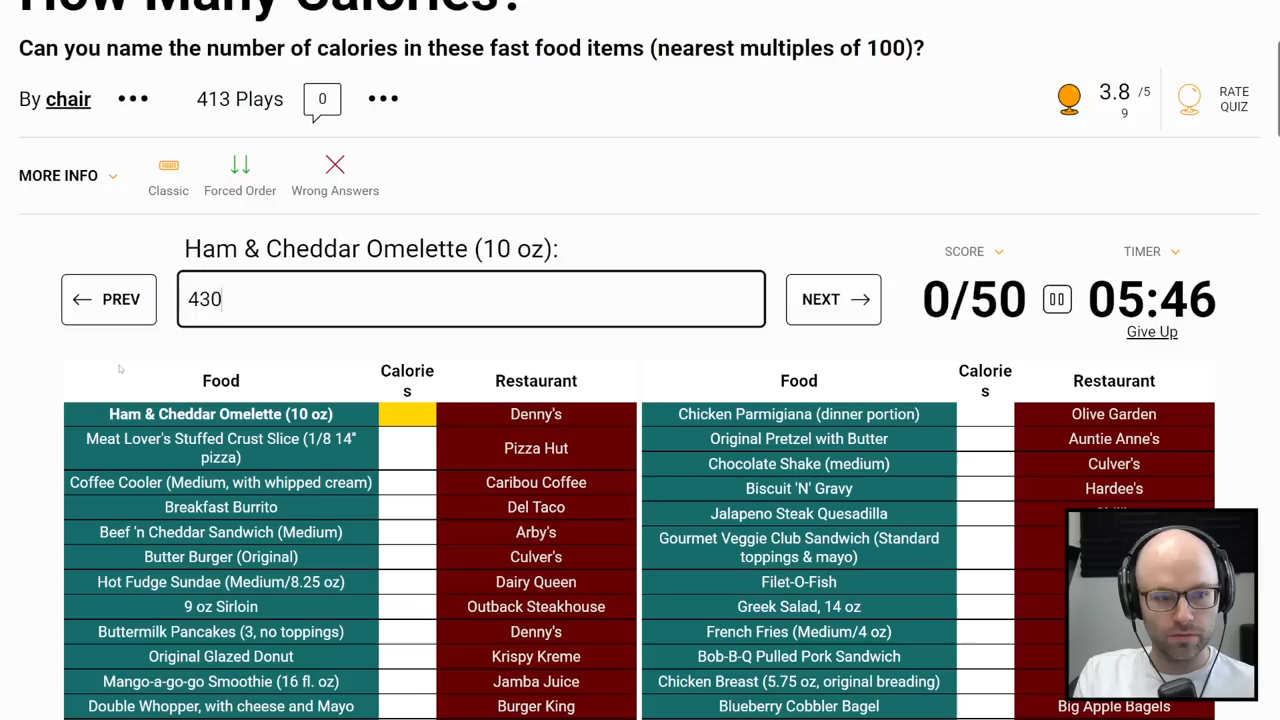 How Many Calories?
Can you name the number of calories in these fast food items (nearest multiples of 100)?
By chair ••• 413 Plays 0 •••
3.8 /5
9
RATE QUIZ
MORE INFO
Classic
Forced Order
Wrong Answers
Ham & Cheddar Omelette (10 oz):
PREV
430
NEXT
SCORE
0/50
TIMER
05:46
Give Up
Food Calories Restaurant Food Calories Restaurant
Ham & Cheddar Omelette (10 oz) Denny's Chicken Parmigiana (dinner portion) Olive Garden
Meat Lover's Stuffed Crust Slice (1/8 14" pizza) Pizza Hut Original Pretzel with Butter Auntie Anne's
Coffee Cooler (Medium, with whipped cream) Caribou Coffee Chocolate Shake (medium) Culver's
Breakfast Burrito Del Taco Biscuit 'N' Gravy Hardee's
Beef 'n Cheddar Sandwich (Medium) Arby's Jalapeno Steak Quesadilla
Butter Burger (Original) Culver's Gourmet Veggie Club Sandwich (Standard toppings & mayo)
Hot Fudge Sundae (Medium/8.25 oz) Dairy Queen Filet-O-Fish
9 oz Sirloin Outback Steakhouse Greek Salad, 14 oz
Buttermilk Pancakes (3, no toppings) Denny's French Fries (Medium/4 oz)
Original Glazed Donut Krispy Kreme Bob-B-Q Pulled Pork Sandwich
Mango-a-go-go Smoothie (16 fl. oz) Jamba Juice Chicken Breast (5.75 oz, original breading)
Double Whopper, with cheese and Mayo Burger King Blueberry Cobbler Bagel Big Apple Bagels